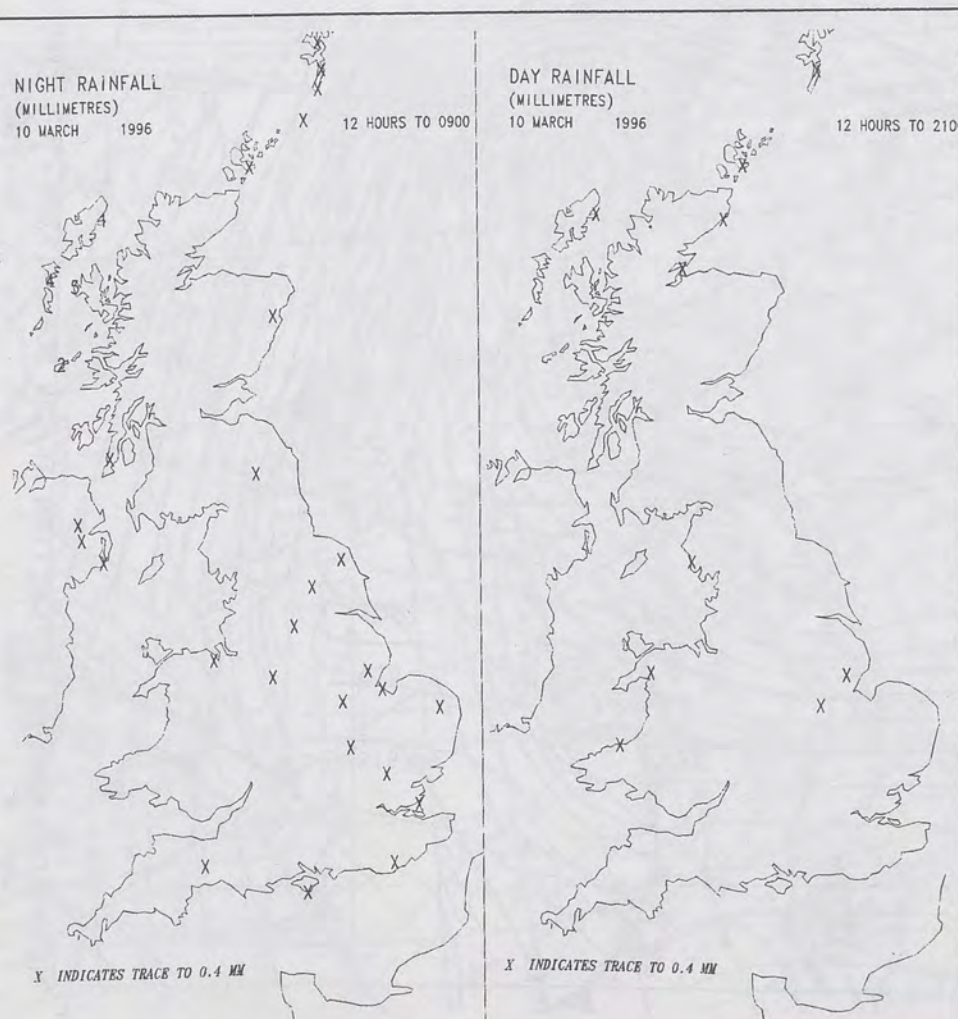 NIGHT RAINFALL
(MILLIMETRES)
10 MARCH 1996
12 HOURS TO 0900
X INDICATES TRACE TO 0.4 MM
DAY RAINFALL
(MILLIMETRES)
10 MARCH 1996
12 HOURS TO 210
X INDICATES TRACE TO 0.4 MM